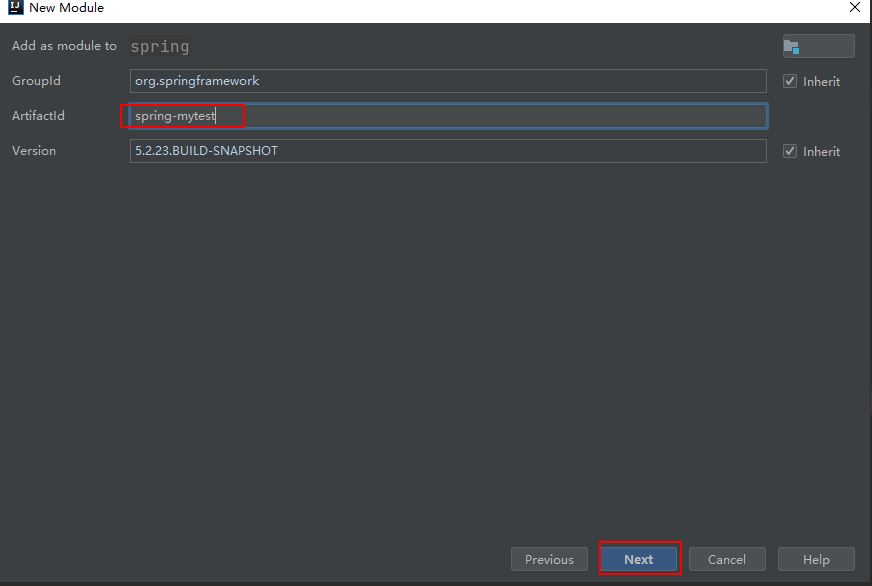 IJ New Module
Add as module to spring
GroupId org.springframework Inherit
ArtifactId spring-mytest
Version 5.2.23.BUILD-SNAPSHOT Inherit
Previous Next Cancel Help